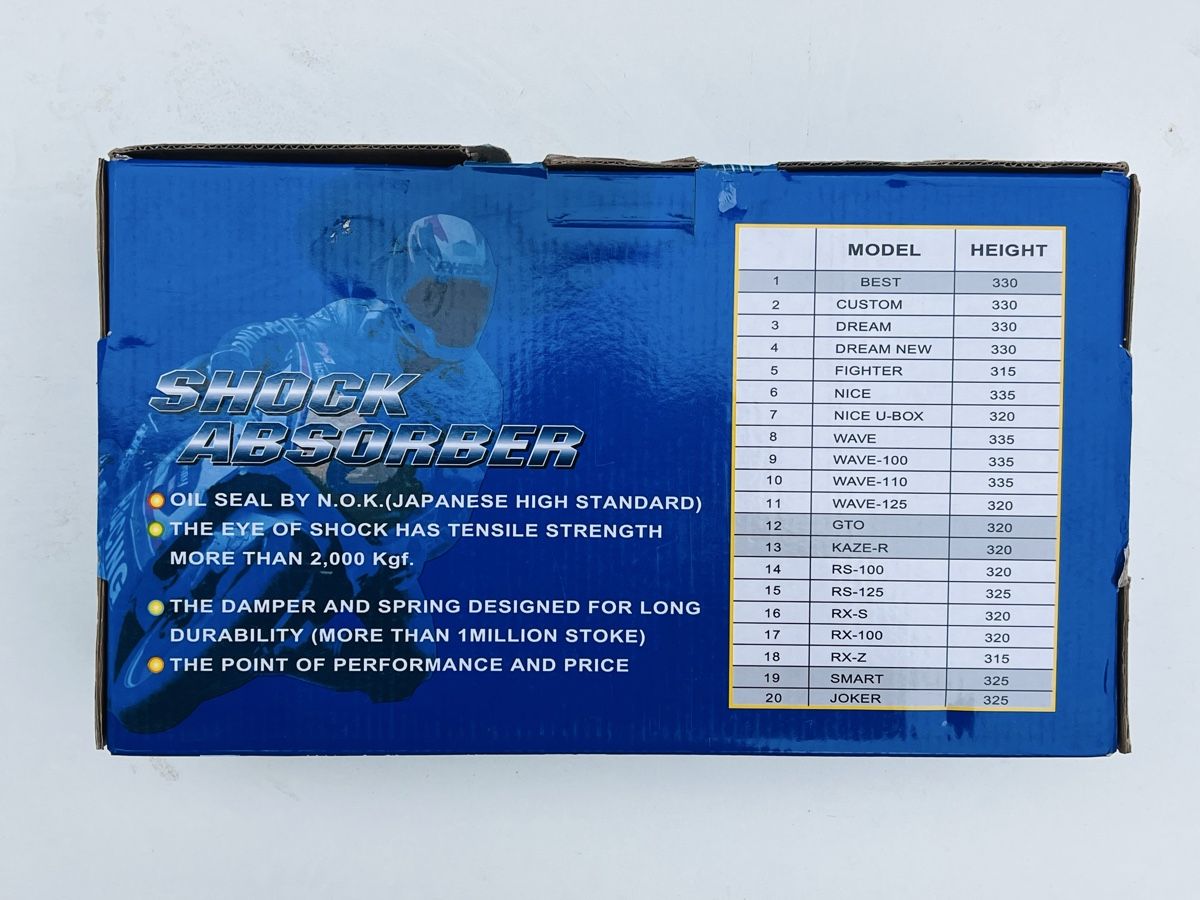 SHOCK
ABSORBER
OIL SEAL BY N.O.K.(JAPANESE HIGH STANDARD)
THE EYE OF SHOCK HAS TENSILE STRENGTH
MORE THAN 2,000 Kgf.
THE DAMPER AND SPRING DESIGNED FOR LONG
DURABILITY (MORE THAN 1MILLION STOKE)
THE POINT OF PERFORMANCE AND PRICE
MODEL HEIGHT
1 BEST 330
2 CUSTOM 330
3 DREAM 330
4 DREAM NEW 330
5 FIGHTER 315
6 NICE 335
7 NICE U-BOX 320
8 WAVE 335
9 WAVE-100 335
10 WAVE-110 335
11 WAVE-125 320
12 GTO 320
13 KAZE-R 320
14 RS-100 320
15 RS-125 325
16 RX-S 320
17 RX-100 320
18 RX-Z 315
19 SMART 325
20 JOKER 325